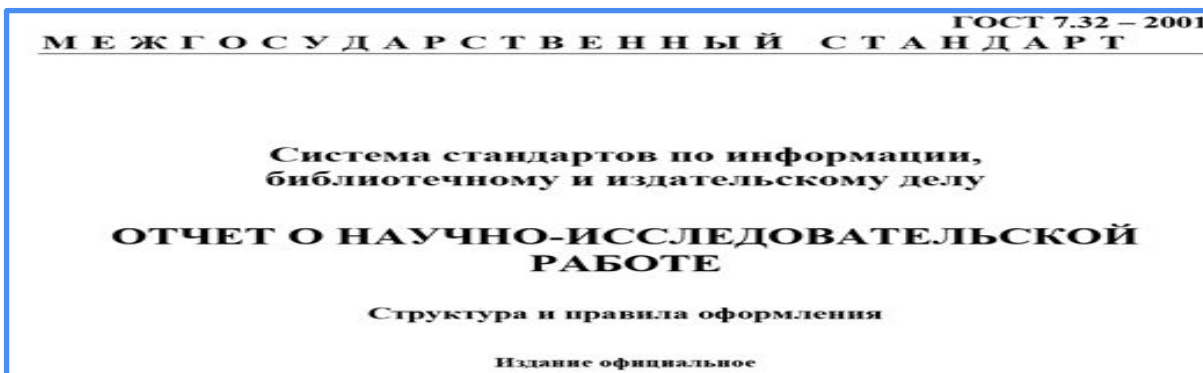 ГОСТ 7.32 – 2001
МЕЖГОСУДАРСТВЕННЫЙ СТАНДАРТ
Система стандартов по информации,
библиотечному и издательскому делу
ОТЧЕТ О НАУЧНО-ИССЛЕДОВАТЕЛЬСКОЙ
РАБОТЕ
Структура и правила оформления
Издание официальное